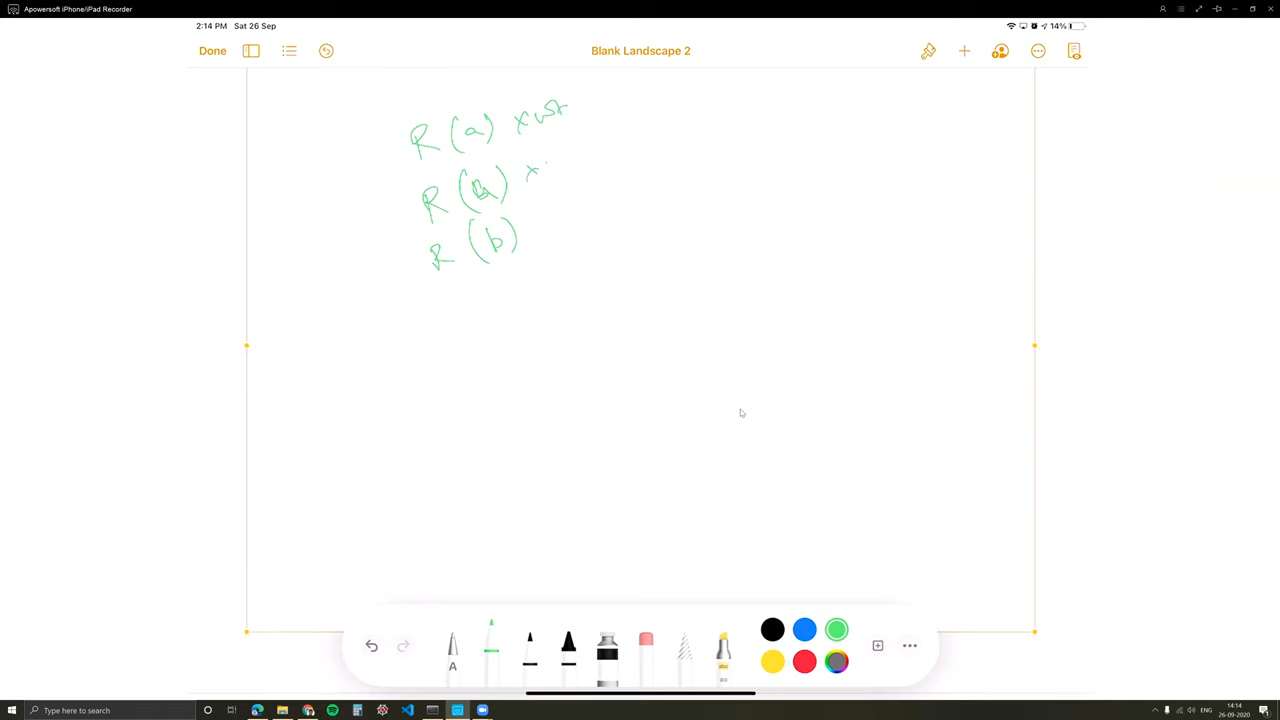 Apowersoft iPhone/iPad Recorder
2:14 PM Sat 26 Sep
14%
Done
Blank Landscape 2
R (a) x
R (a) x
R (b)
A
Type here to search
ENG
14:14
26-09-2020